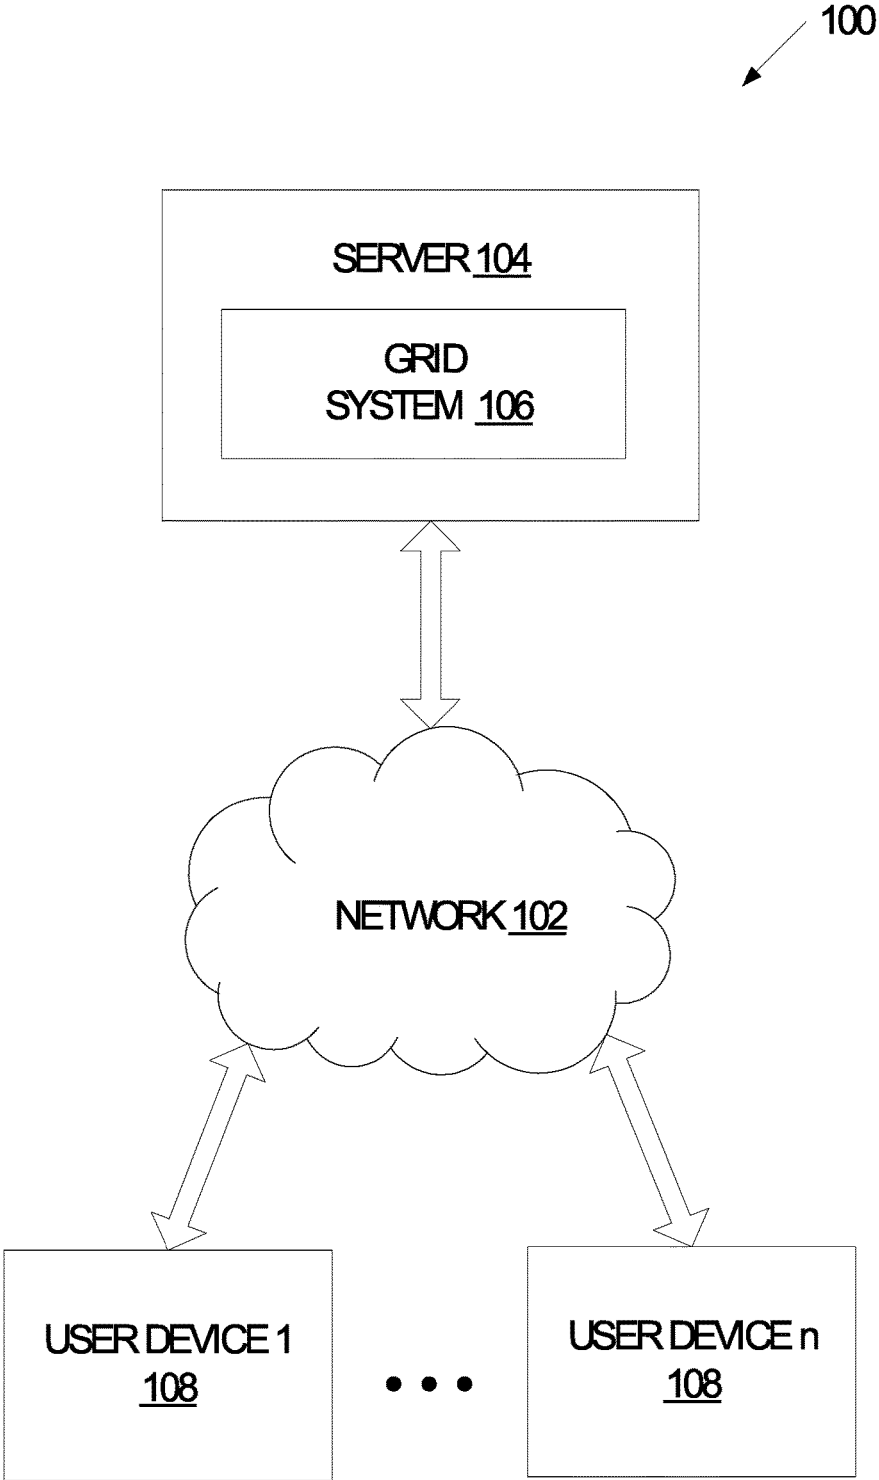 100
SERVER 104
GRID
SYSTEM 106
NETWORK 102
USER DEVICE 1
108
USER DEVICE n
108